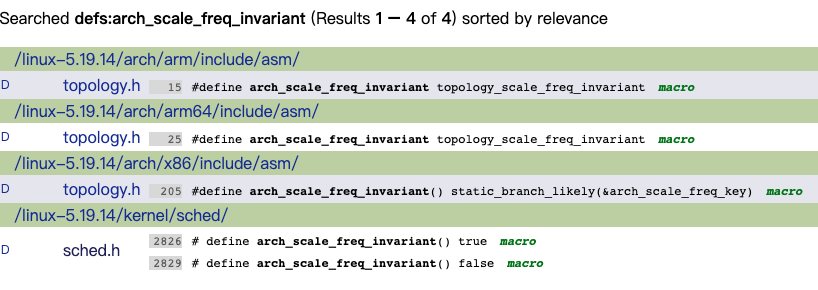 Searched defs:arch_scale_freq_invariant (Results 1 – 4 of 4) sorted by relevance
/linux-5.19.14/arch/arm/include/asm/
D topology.h 15 #define arch_scale_freq_invariant topology_scale_freq_invariant macro
/linux-5.19.14/arch/arm64/include/asm/
D topology.h 25 #define arch_scale_freq_invariant topology_scale_freq_invariant macro
/linux-5.19.14/arch/x86/include/asm/
D topology.h 205 #define arch_scale_freq_invariant() static_branch_likely(&arch_scale_freq_key) macro
/linux-5.19.14/kernel/sched/
D sched.h 2826 # define arch_scale_freq_invariant() true macro
2829 # define arch_scale_freq_invariant() false macro